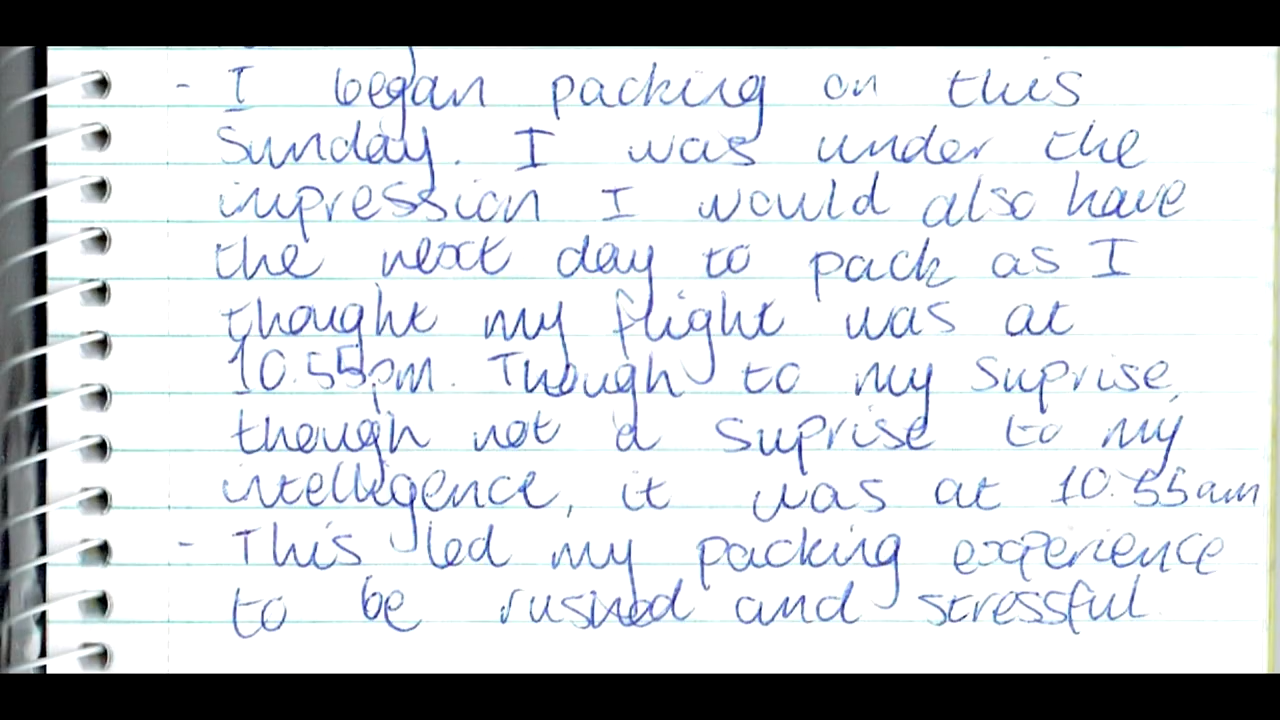 - I began packing on this
Sunday. I was under the
impression I would also have
the next day to pack as I
thought my flight was at
10.55pm. Though to my suprise,
though not a suprise to my
intelligence, it was at 10.55am
- This led my packing experience
to be rushed and stressful